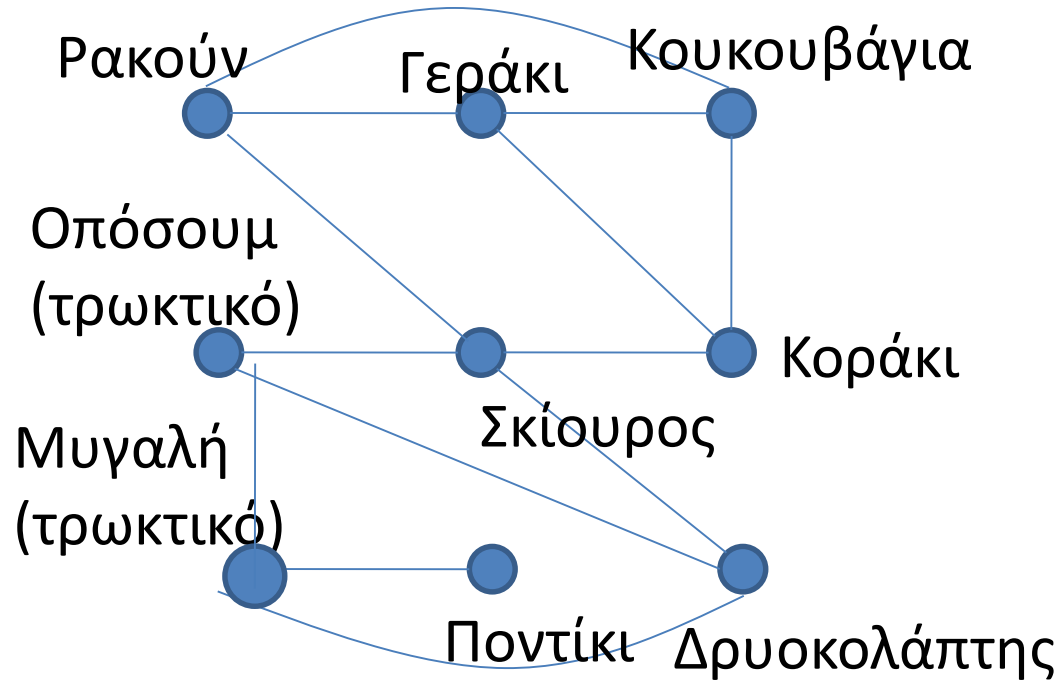 Ρακούν
Γεράκι
Κουκουβάγια
Οπόσουμ
(τρωκτικό)
Κοράκι
Σκίουρος
Μυγαλή
(τρωκτικό)
Ποντίκι
Δρυοκολάπτης